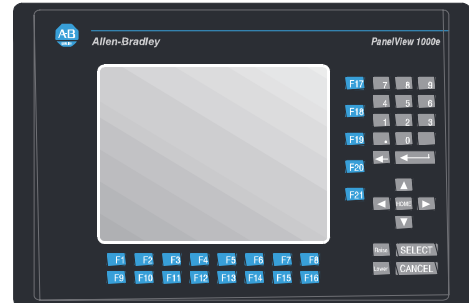 A-B
Allen-Bradley
PanelView 1000e
F17 7 8 9
F18 4 5 6
1 2 3
F19 . 0
F20
HOME
F21
Raise SELECT
Lower CANCEL
F1 F2 F3 F4 F5 F6 F7 F8
F9 F10 F11 F12 F13 F14 F15 F16